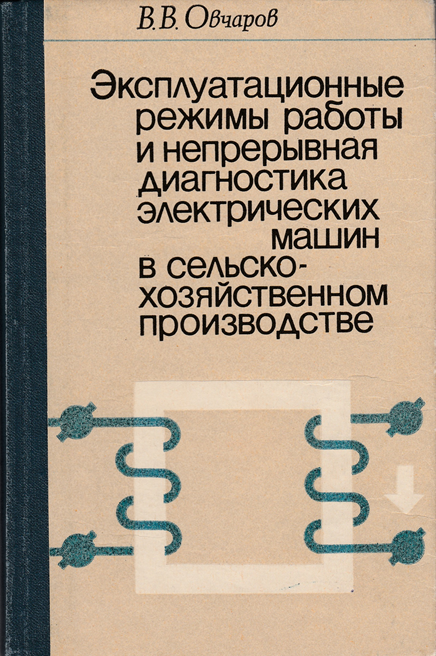 В. В. Овчаров
Эксплуатационные
режимы работы
и непрерывная
диагностика
электрических
машин
в сельско-
хозяйственном
производстве